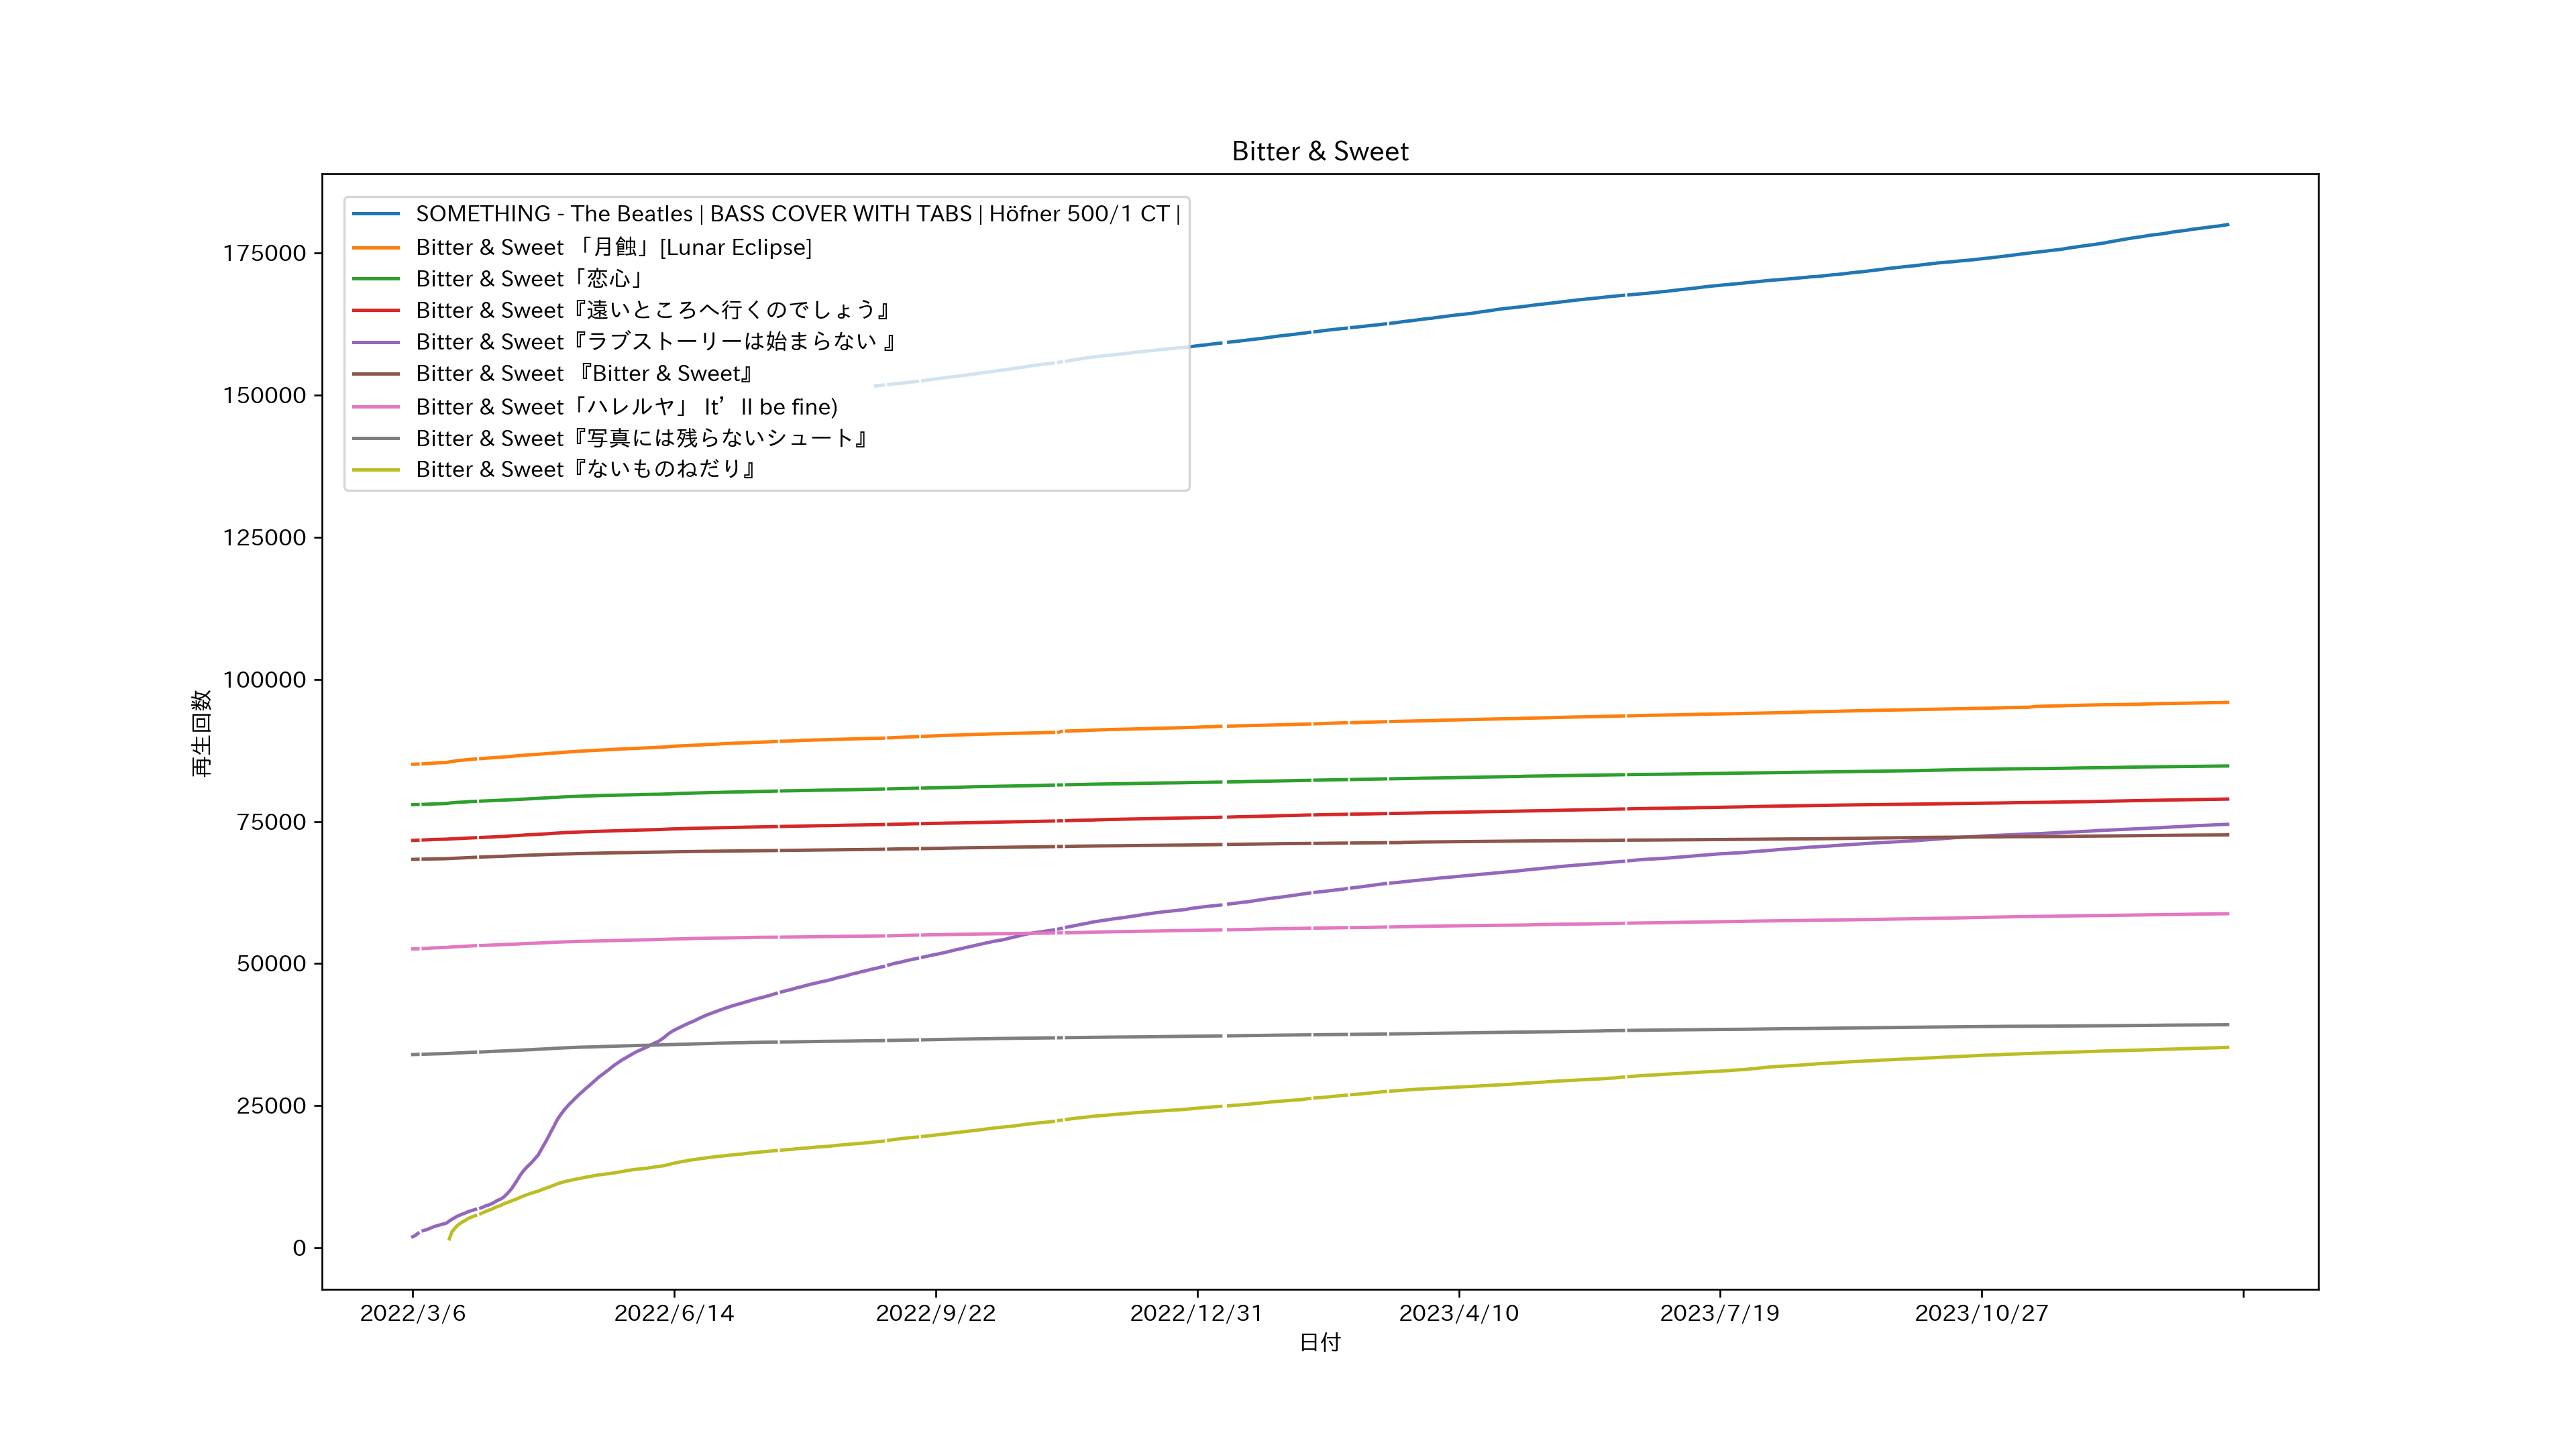 Bitter & Sweet
SOMETHING - The Beatles | BASS COVER WITH TABS | Höfner 500/1 CT |
Bitter & Sweet 「月蝕」[Lunar Eclipse]
Bitter & Sweet「恋心」
Bitter & Sweet『遠いところへ行くのでしょう』
Bitter & Sweet『ラブストーリーは始まらない 』
Bitter & Sweet 『Bitter & Sweet』
Bitter & Sweet「ハレルヤ」 It’ll be fine)
Bitter & Sweet『写真には残らないシュート』
Bitter & Sweet『ないものねだり』
175000
150000
125000
100000
75000
50000
25000
0
再生回数
2022/3/6
2022/6/14
2022/9/22
2022/12/31
2023/4/10
2023/7/19
2023/10/27
日付